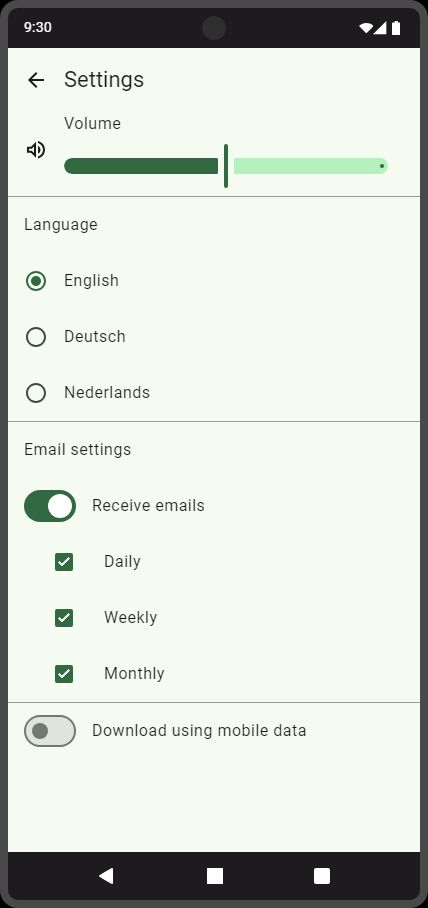 9:30
Settings
Volume
Language
English
Deutsch
Nederlands
Email settings
Receive emails
Daily
Weekly
Monthly
Download using mobile data